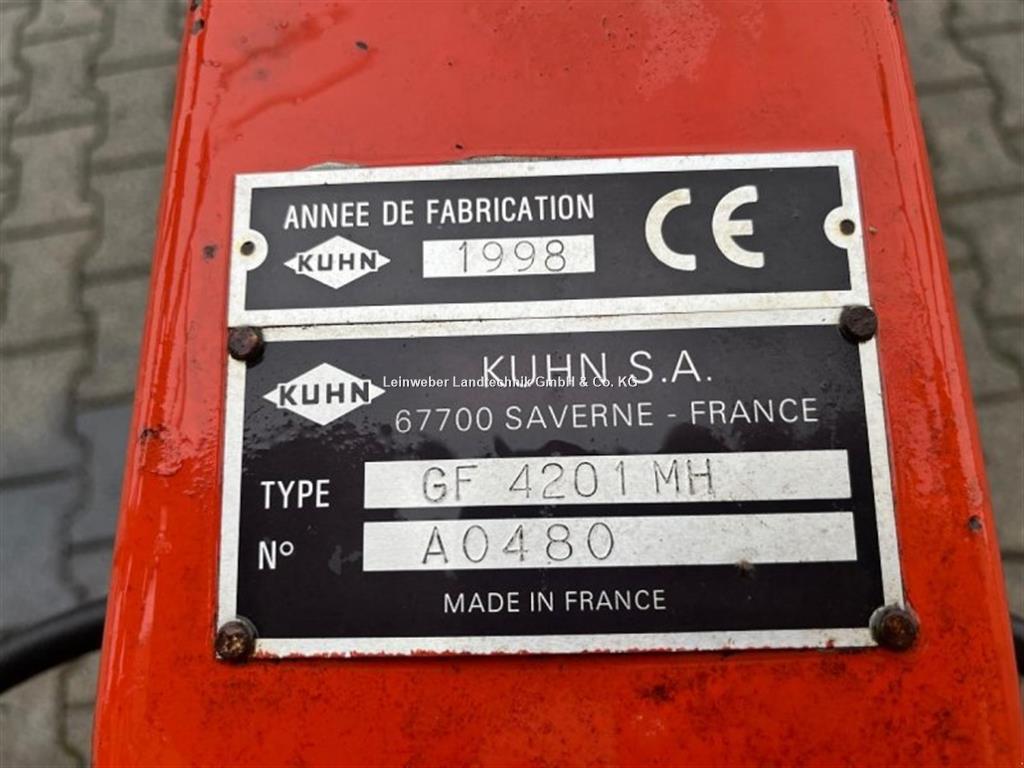 ANNEE DE FABRICATION
KUHN 1998
CE
KUHN KUHN S.A.
Leinweber Landtechnik GmbH & Co. KG
67700 SAVERNE - FRANCE
TYPE GF 4201 MH
N° A0480
MADE IN FRANCE